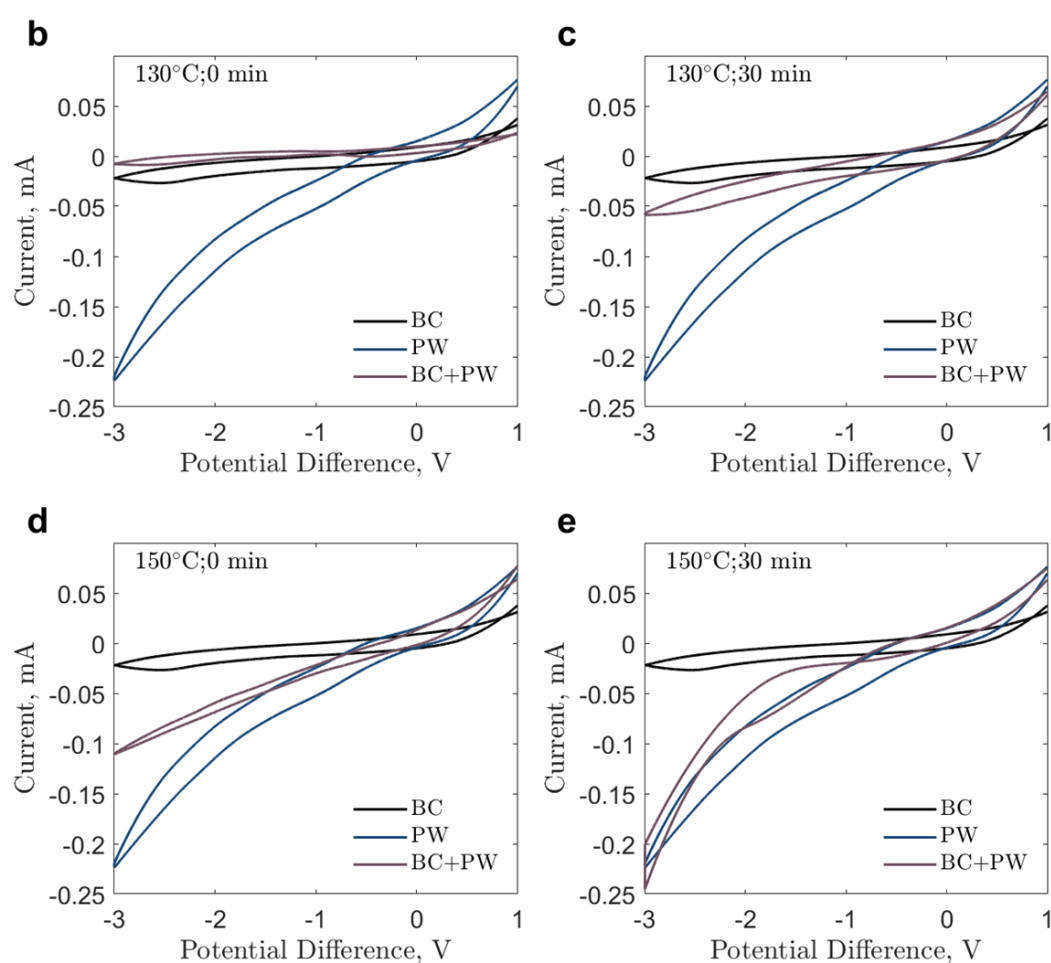 b
130°C;0 min
0.05
0
-0.05
-0.1
-0.15
-0.2
-0.25
Current, mA
BC
PW
BC+PW
-3 -2 -1 0 1
Potential Difference, V
c
130°C;30 min
0.05
0
-0.05
-0.1
-0.15
-0.2
-0.25
Current, mA
BC
PW
BC+PW
-3 -2 -1 0 1
Potential Difference, V
d
150°C;0 min
0.05
0
-0.05
-0.1
-0.15
-0.2
-0.25
Current, mA
BC
PW
BC+PW
-3 -2 -1 0 1
Potential Difference, V
e
150°C;30 min
0.05
0
-0.05
-0.1
-0.15
-0.2
-0.25
Current, mA
BC
PW
BC+PW
-3 -2 -1 0 1
Potential Difference, V